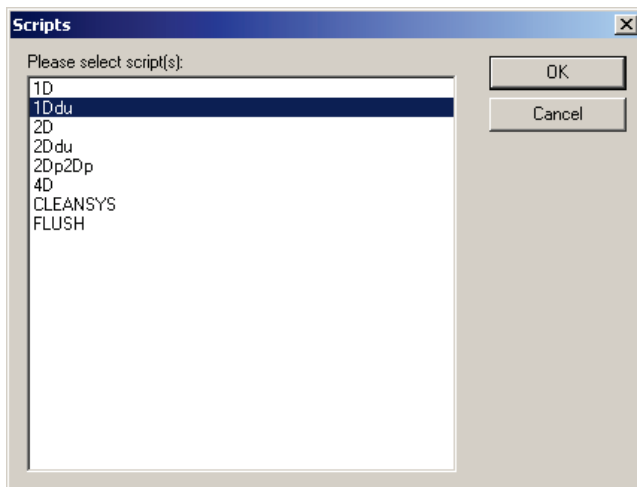 Scripts
Please select script(s):
1D
1Ddu
2D
2Ddu
2Dp2Dp
4D
CLEANSYS
FLUSH
OK
Cancel